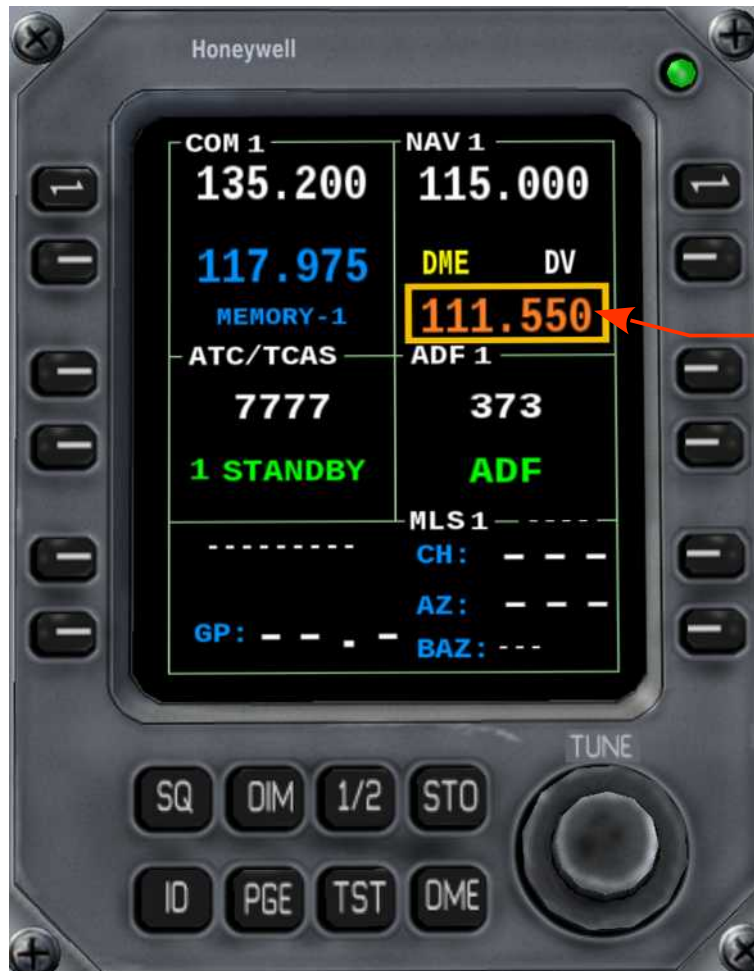 Honeywell
COM 1 NAV 1
135.200 115.000
117.975 DME DV
MEMORY-1 111.550
ATC/TCAS ADF 1
7777 373
1 STANDBY ADF
MLS 1 -----
--------- CH: - - -
AZ: - - -
GP: - - . - BAZ: ---
TUNE
SQ DIM 1/2 STO
ID PGE TST DME